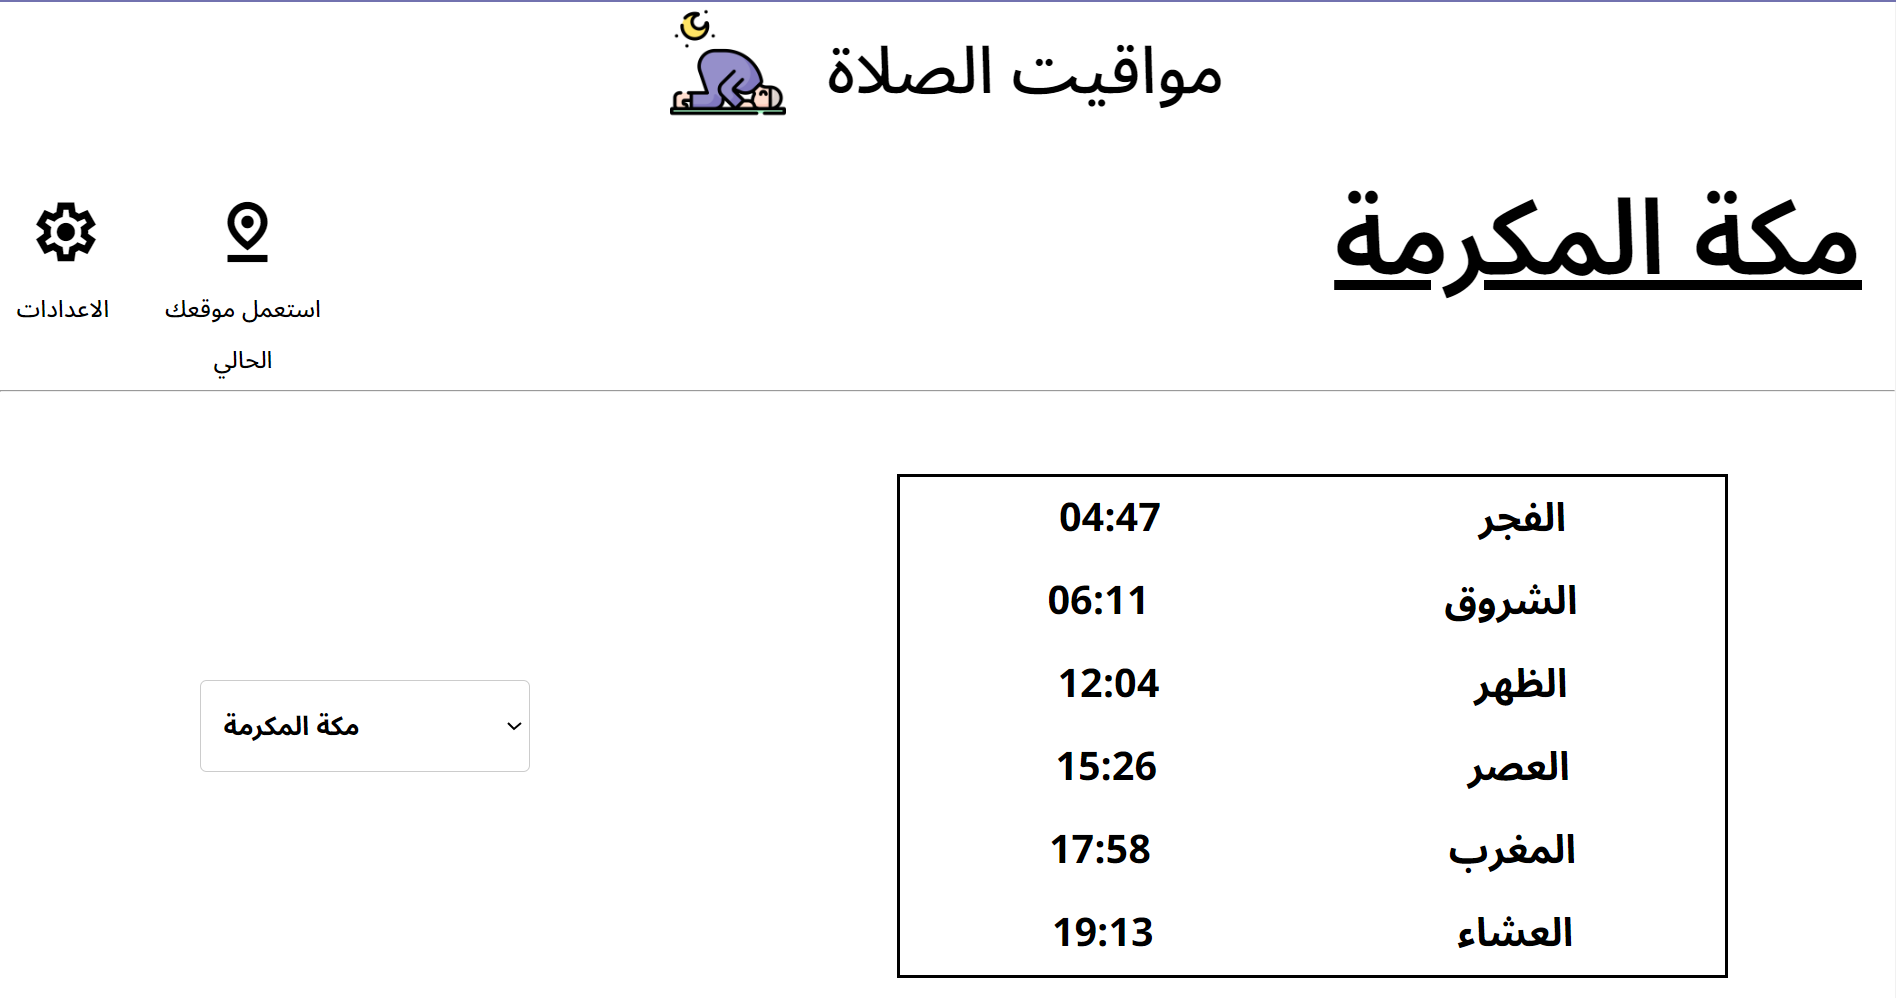 مواقيت الصلاة
مكة المكرمة
استعمل موقعك
الحالي
الاعدادات
الفجر 04:47
الشروق 06:11
الظهر 12:04
العصر 15:26
المغرب 17:58
العشاء 19:13
مكة المكرمة